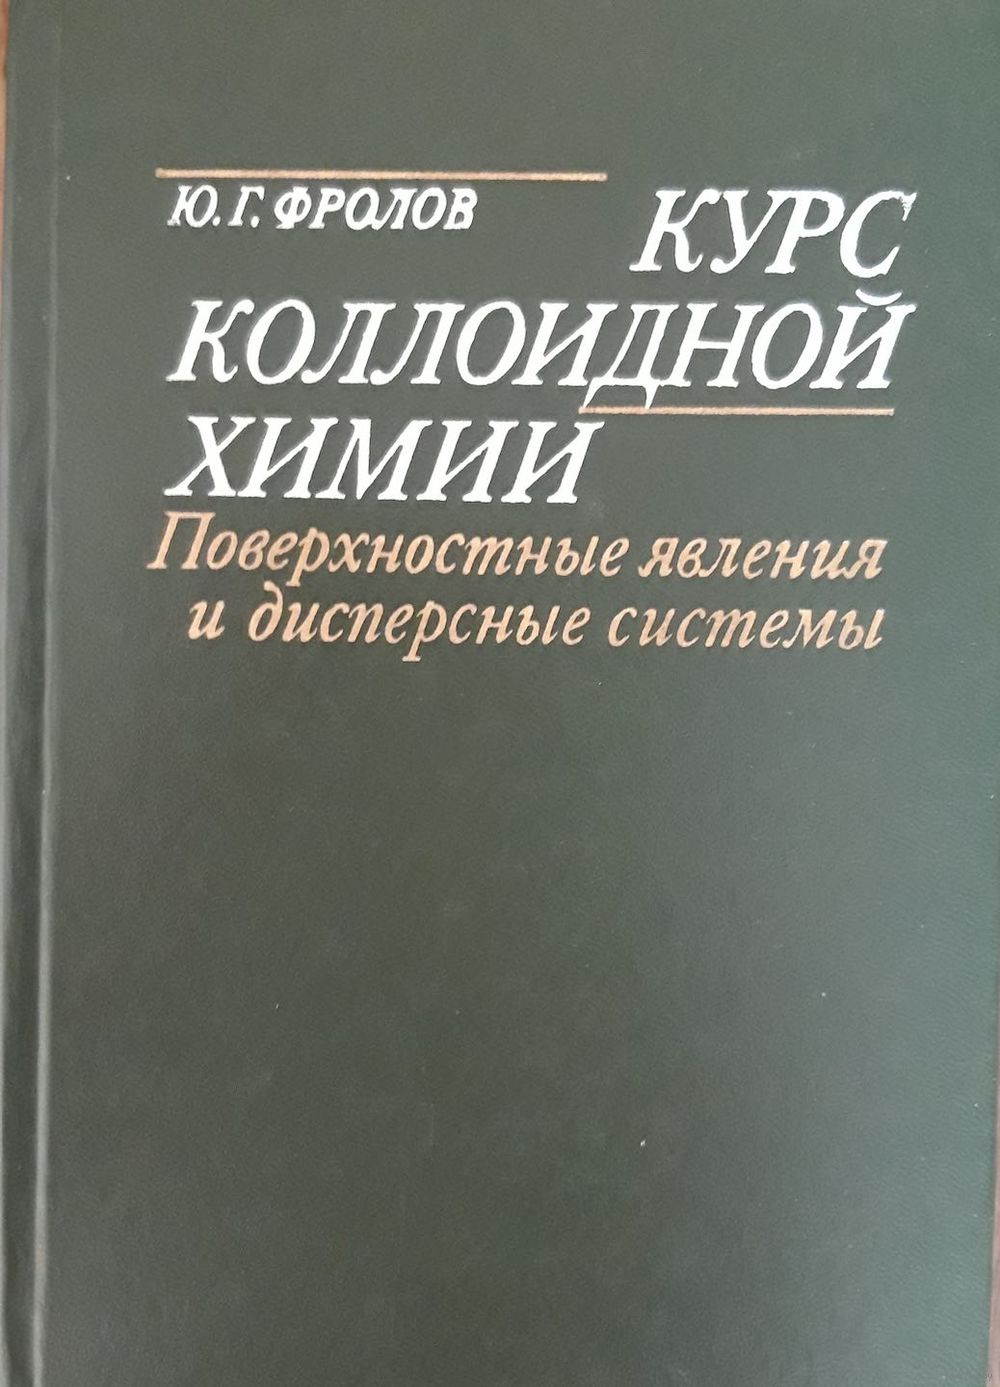 Ю. Г. ФРОЛОВ
КУРС
КОЛЛОИДНОЙ
ХИМИИ
Поверхностные явления
и дисперсные системы